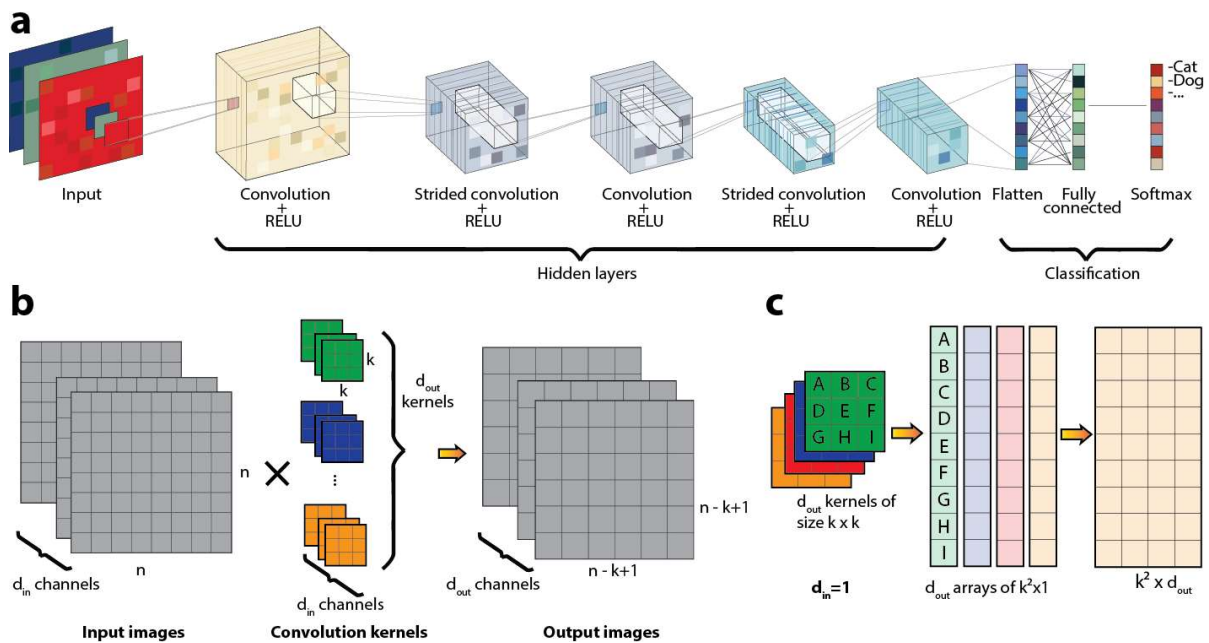 a
-Cat
-Dog
-...
Input
Convolution
+
RELU
Strided convolution
+
RELU
Convolution
+
RELU
Strided convolution
+
RELU
Convolution
+
RELU
Flatten
Fully
connected
Softmax
Hidden layers
Classification
b
n
n
d_in channels
Input images
×
k
k
...
d_out
kernels
d_in channels
Convolution kernels
n - k+1
n - k+1
d_out channels
Output images
c
A B C
D E F
G H I
d_out kernels of
size k x k
d_in=1
A
B
C
D
E
F
G
H
I
d_out arrays of k²x1
k² x d_out